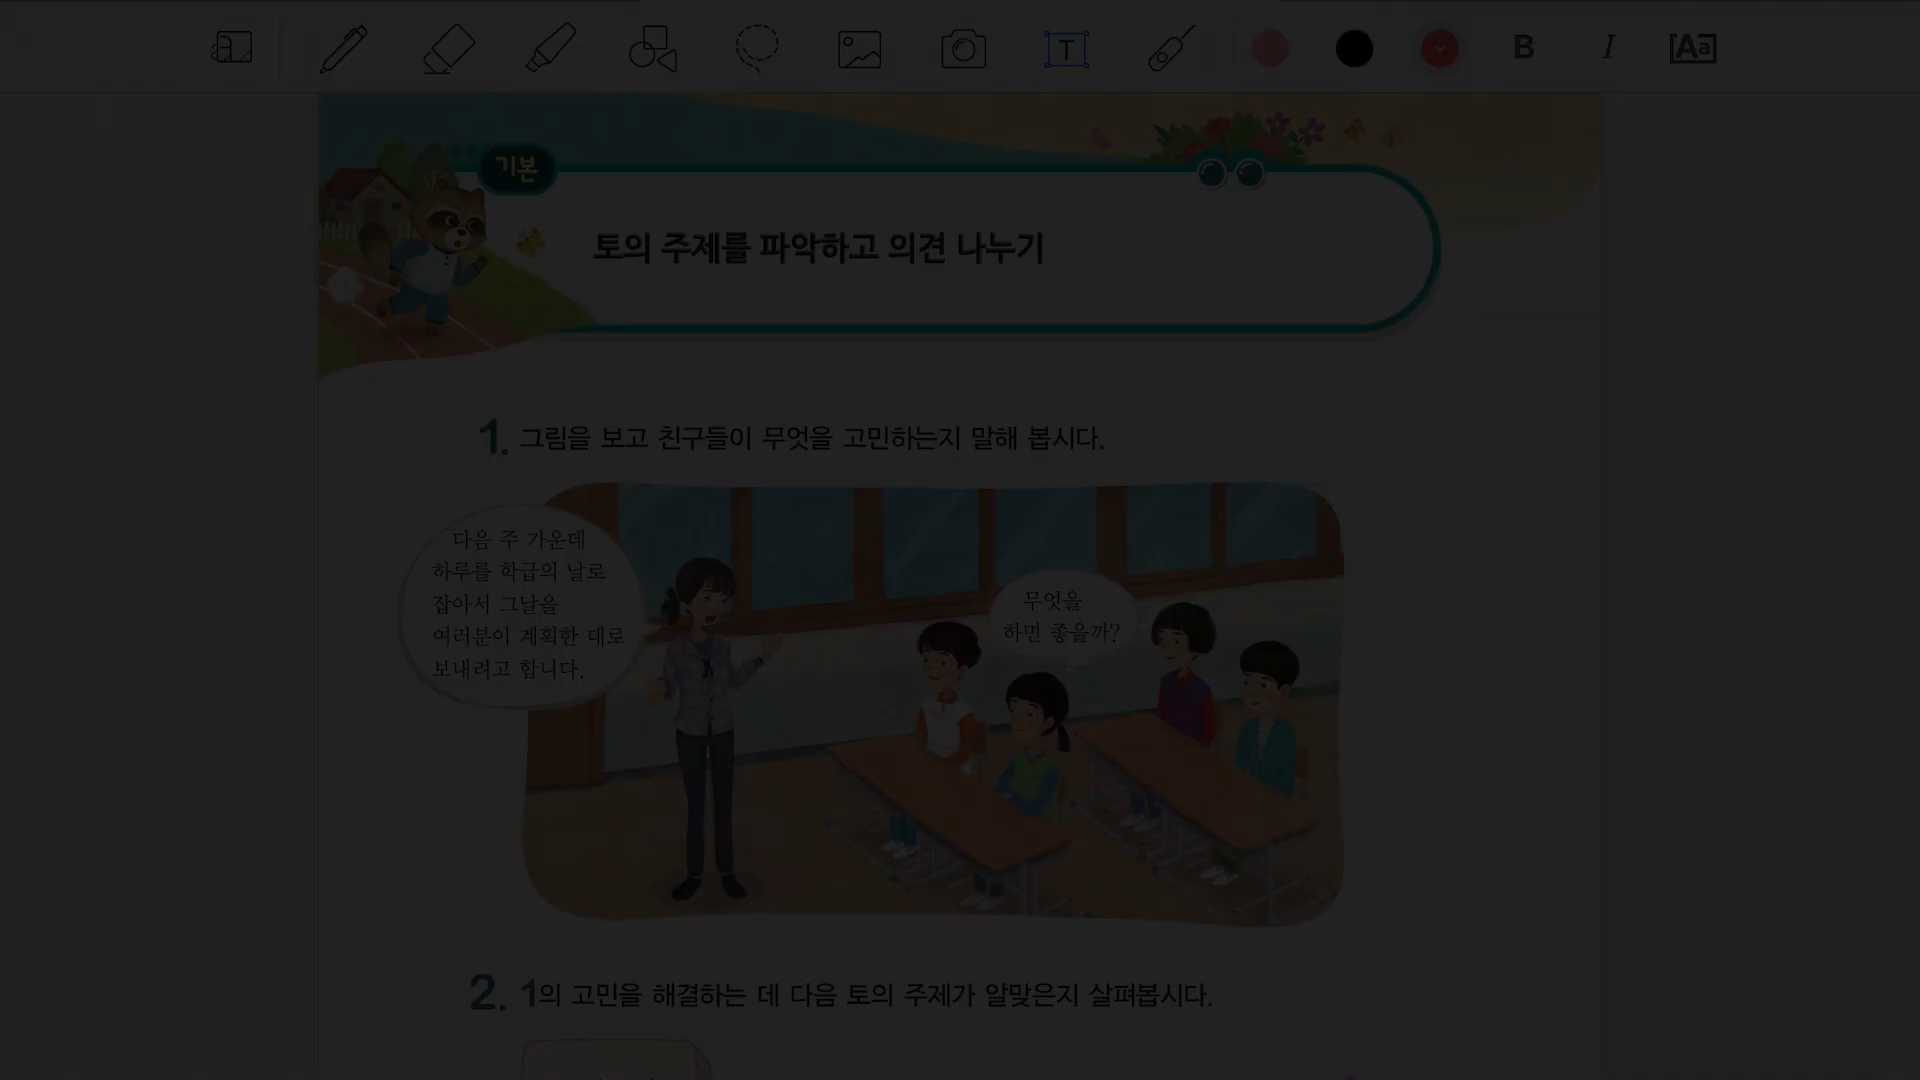 T B I Aa
기본
토의 주제를 파악하고 의견 나누기
1. 그림을 보고 친구들이 무엇을 고민하는지 말해 봅시다.
다음 주 가운데
하루를 학급의 날로
잡아서 그날을
여러분이 계획한 대로
보내려고 합니다.
무엇을
하면 좋을까?
2. 1의 고민을 해결하는 데 다음 토의 주제가 알맞은지 살펴봅시다.